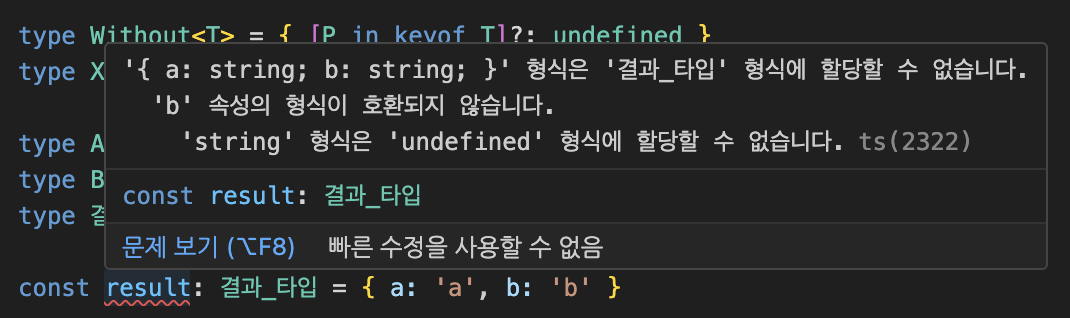 type Without<T> = { [P in keyof T]?: undefined }
type X
'{ a: string; b: string; }' 형식은 '결과_타입' 형식에 할당할 수 없습니다.
'b' 속성의 형식이 호환되지 않습니다.
'string' 형식은 'undefined' 형식에 할당할 수 없습니다. ts(2322)
type A
type B
type 결
const result: 결과_타입
문제 보기 (⌥F8) 빠른 수정을 사용할 수 없음
const result: 결과_타입 = { a: 'a', b: 'b' }